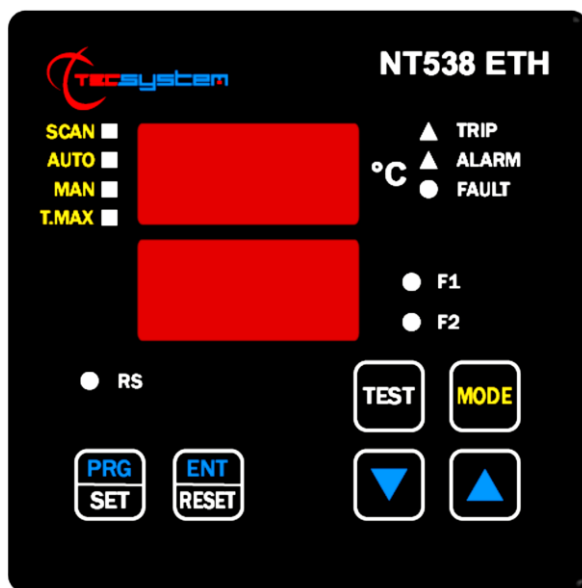 TECSYSTEM
NT538 ETH
SCAN
AUTO
MAN
T.MAX
°C
TRIP
ALARM
FAULT
F1
F2
RS
TEST
MODE
PRG
SET
ENT
RESET